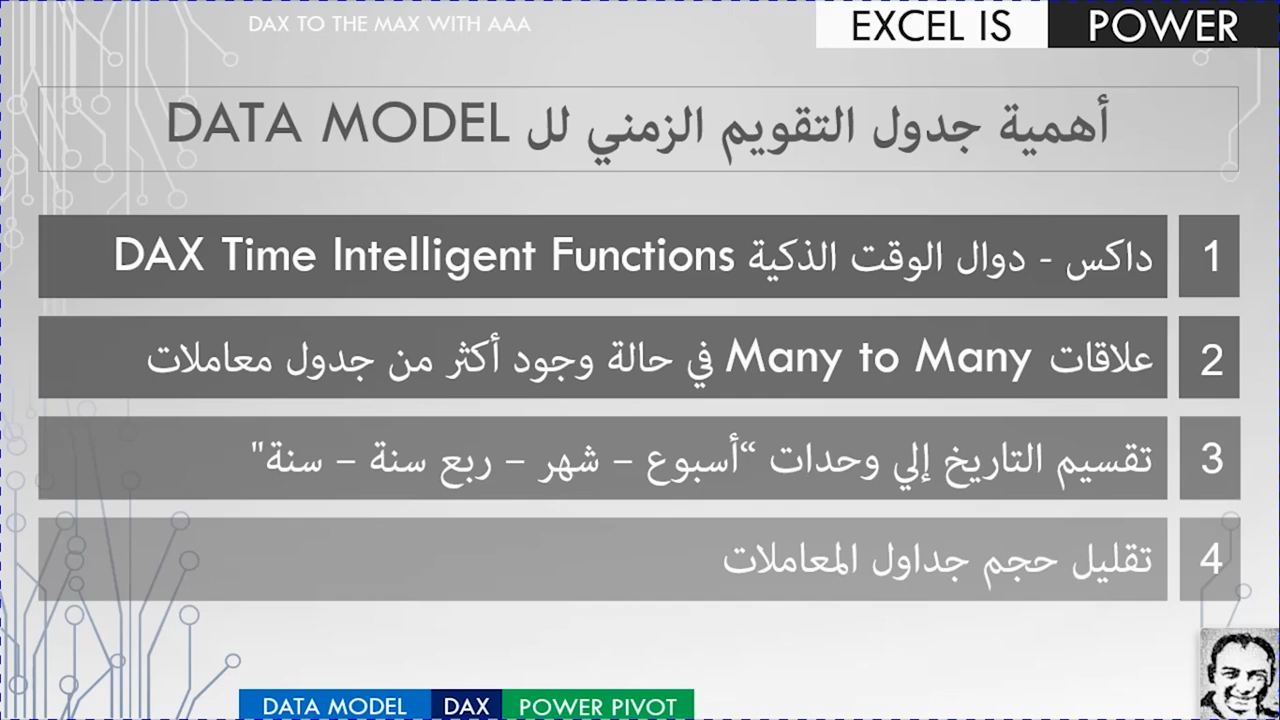 DAX TO THE MAX WITH AAA
EXCEL IS POWER
أهمية جدول التقويم الزمني لل DATA MODEL
1 داكس - دوال الوقت الذكية DAX Time Intelligent Functions
2 علاقات Many to Many في حالة وجود أكثر من جدول معاملات
3 تقسيم التاريخ إلي وحدات “أسبوع – شهر – ربع سنة – سنة"
4 تقليل حجم جداول المعاملات
DATA MODEL DAX POWER PIVOT